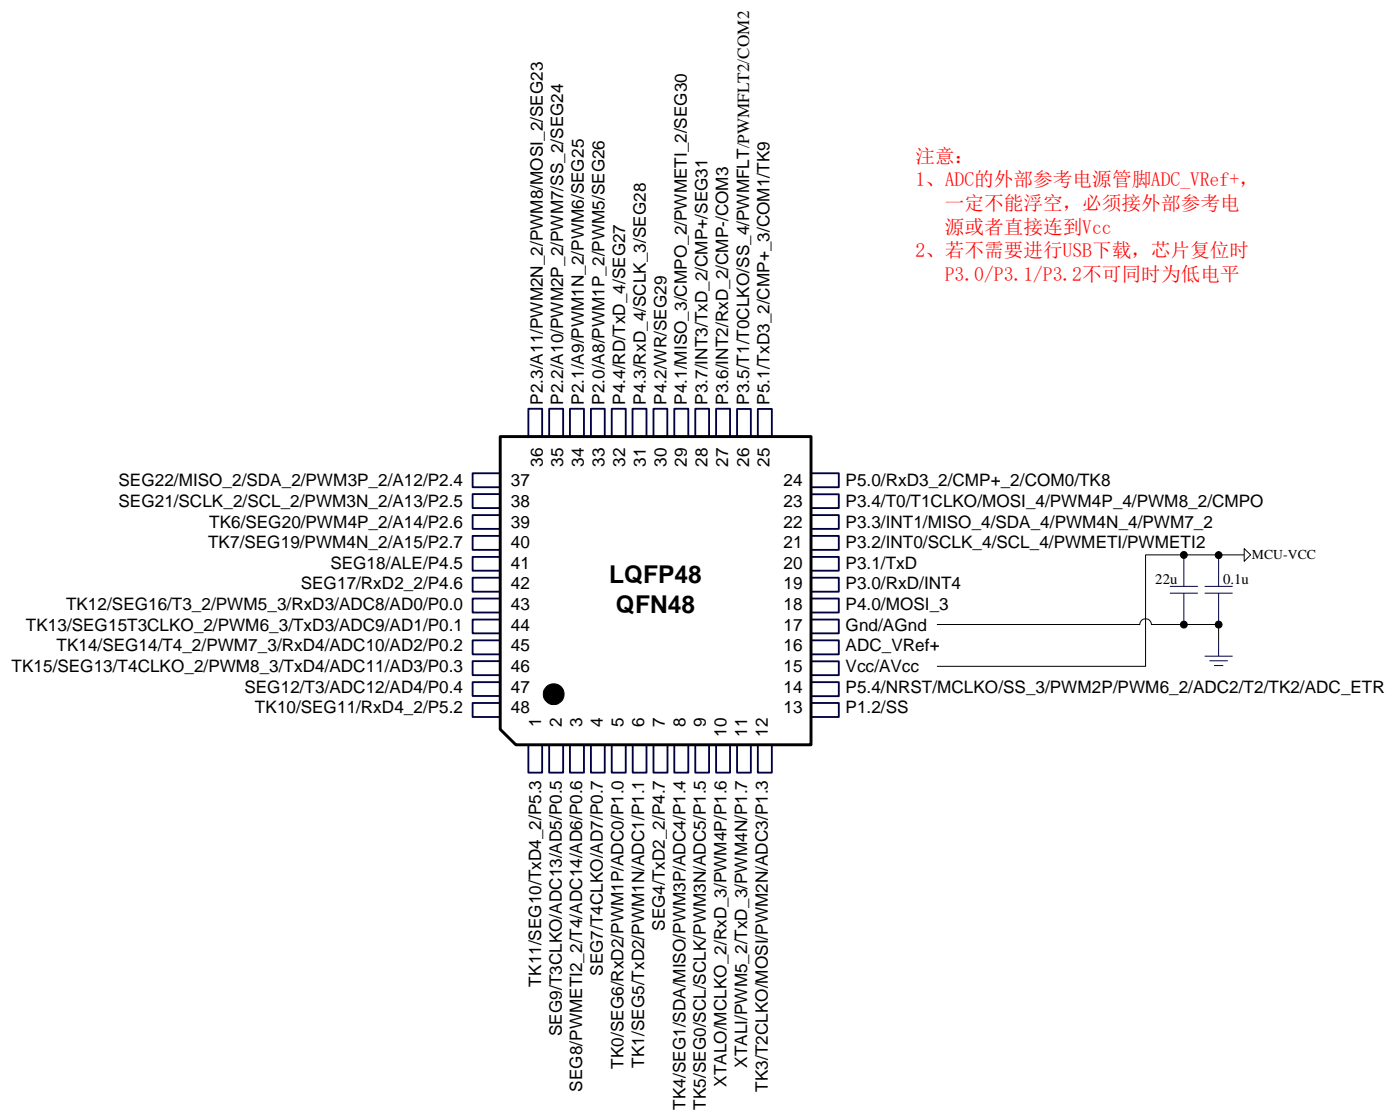 P2.3/A11/PWM2N_2/PWM8/MOSI_2/SEG23
P2.2/A10/PWM2P_2/PWM7/SS_2/SEG24
P2.1/A9/PWM1N_2/PWM6/SEG25
P2.0/A8/PWM1P_2/PWM5/SEG26
P4.4/RD/TxD_4/SEG27
P4.3/RxD_4/SCLK_3/SEG28
P4.2/WR/SEG29
P4.1/MISO_3/CMPO_2/PWMETI_2/SEG30
P3.7/INT3/TxD_2/CMP+/SEG31
P3.6/INT2/RxD_2/CMP-/COM3
P3.5/T1/T0CLKO/SS_4/PWMFLT/PWMFLT2/COM2
P5.1/TxD3_2/CMP+_3/COM1/TK9
注意：
1、ADC的外部参考电源管脚ADC_VRef+，
一定不能浮空，必须接外部参考电
源或者直接连到Vcc
2、若不需要进行USB下载，芯片复位时
P3.0/P3.1/P3.2不可同时为低电平
36 35 34 33 32 31 30 29 28 27 26 25
SEG22/MISO_2/SDA_2/PWM3P_2/A12/P2.4 37
SEG21/SCLK_2/SCL_2/PWM3N_2/A13/P2.5 38
TK6/SEG20/PWM4P_2/A14/P2.6 39
TK7/SEG19/PWM4N_2/A15/P2.7 40
SEG18/ALE/P4.5 41
SEG17/RxD2_2/P4.6 42
TK12/SEG16/T3_2/PWM5_3/RxD3/ADC8/AD0/P0.0 43
TK13/SEG15T3CLKO_2/PWM6_3/TxD3/ADC9/AD1/P0.1 44
TK14/SEG14/T4_2/PWM7_3/RxD4/ADC10/AD2/P0.2 45
TK15/SEG13/T4CLKO_2/PWM8_3/TxD4/ADC11/AD3/P0.3 46
SEG12/T3/ADC12/AD4/P0.4 47
TK10/SEG11/RxD4_2/P5.2 48
LQFP48
QFN48
24 P5.0/RxD3_2/CMP+_2/COM0/TK8
23 P3.4/T0/T1CLKO/MOSI_4/PWM4P_4/PWM8_2/CMPO
22 P3.3/INT1/MISO_4/SDA_4/PWM4N_4/PWM7_2
21 P3.2/INT0/SCLK_4/SCL_4/PWMETI/PWMETI2
20 P3.1/TxD
19 P3.0/RxD/INT4
18 P4.0/MOSI_3
17 Gnd/AGnd
16 ADC_VRef+
15 Vcc/AVcc
14 P5.4/NRST/MCLKO/SS_3/PWM2P/PWM6_2/ADC2/T2/TK2/ADC_ETR
13 P1.2/SS
MCU-VCC
22u 0.1u
1 2 3 4 5 6 7 8 9 10 11 12
TK11/SEG10/TxD4_2/P5.3
SEG9/T3CLKO/ADC13/AD5/P0.5
SEG8/PWMETI2_2/T4/ADC14/AD6/P0.6
SEG7/T4CLKO/AD7/P0.7
TK0/SEG6/RxD2/PWM1P/ADC0/P1.0
TK1/SEG5/TxD2/PWM1N/ADC1/P1.1
SEG4/TxD2_2/P4.7
TK4/SEG1/SDA/MISO/PWM3P/ADC4/P1.4
TK5/SEG0/SCL/SCLK/PWM3N/ADC5/P1.5
XTALO/MCLKO_2/RxD_3/PWM4P/P1.6
XTALI/PWM5_2/TxD_3/PWM4N/P1.7
TK3/T2CLKO/MOSI/PWM2N/ADC3/P1.3